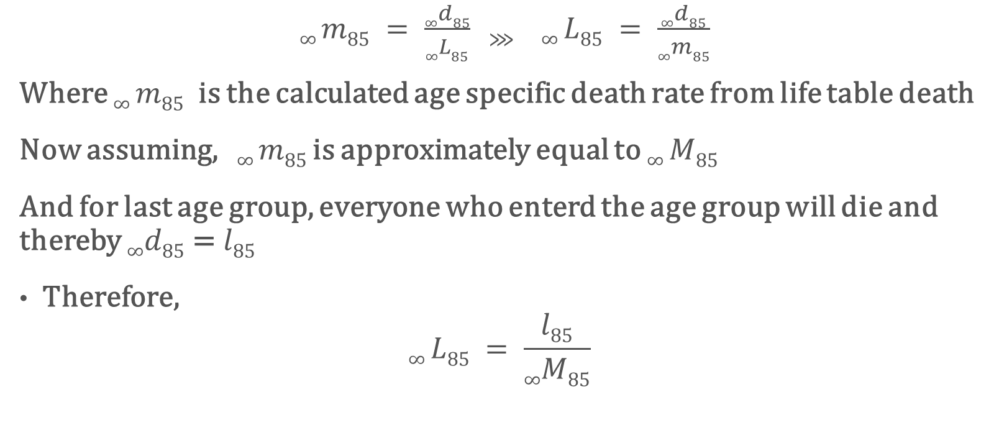 ∞m85 = ∞d85/∞L85 ⋙ ∞L85 = ∞d85/∞m85
Where ∞m85 is the calculated age specific death rate from life table death
Now assuming, ∞m85 is approximately equal to ∞M85
And for last age group, everyone who enterd the age group will die and
thereby ∞d85 = l85
• Therefore,
∞L85 = l85/∞M85